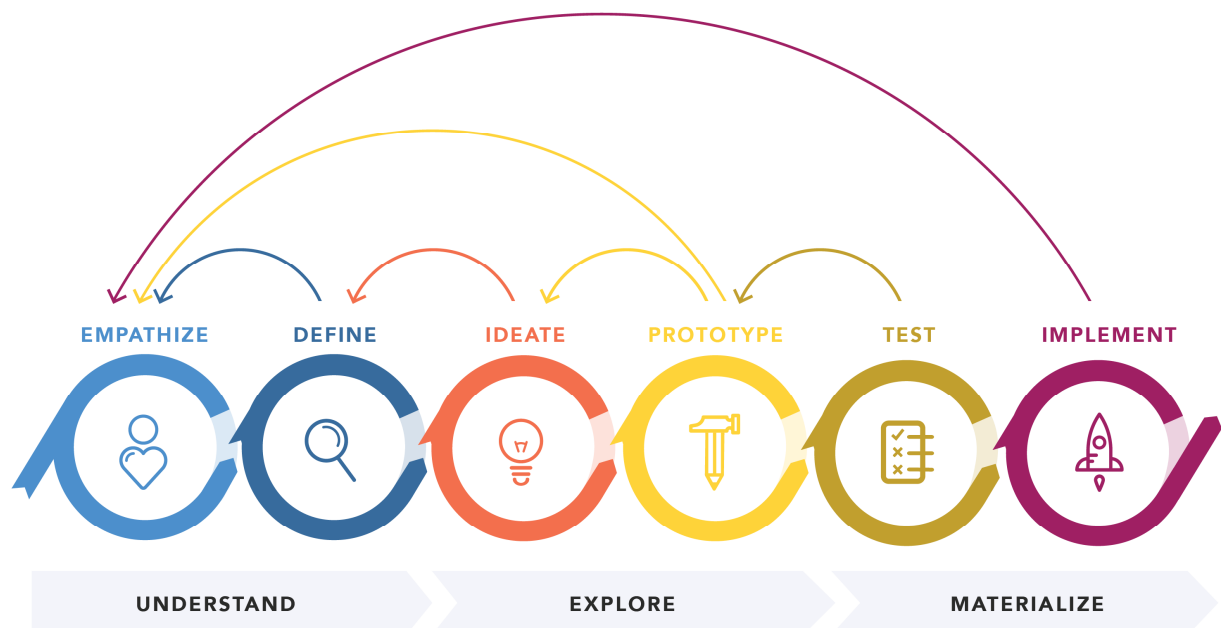 EMPATHIZE
DEFINE
IDEATE
PROTOTYPE
TEST
IMPLEMENT
UNDERSTAND
EXPLORE
MATERIALIZE